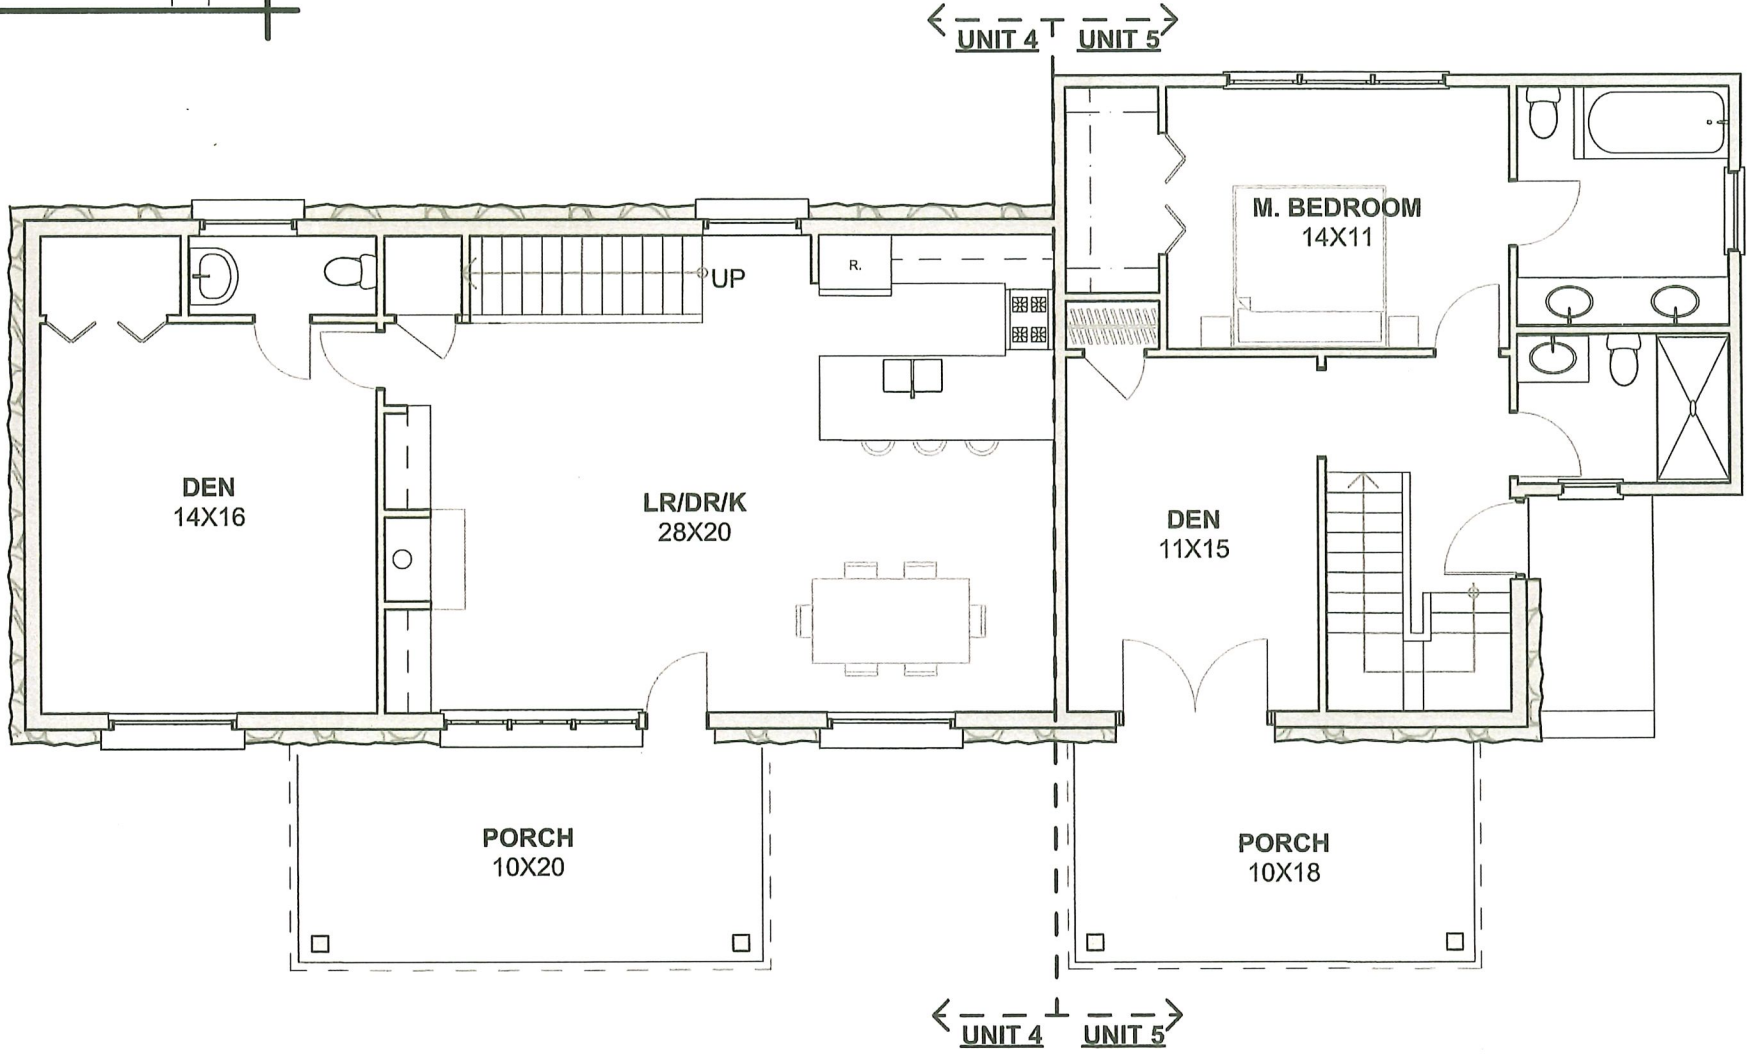 UNIT 4 UNIT 5
M. BEDROOM
14X11
R.
UP
DEN
14X16
LR/DR/K
28X20
DEN
11X15
PORCH
10X20
PORCH
10X18
UNIT 4 UNIT 5